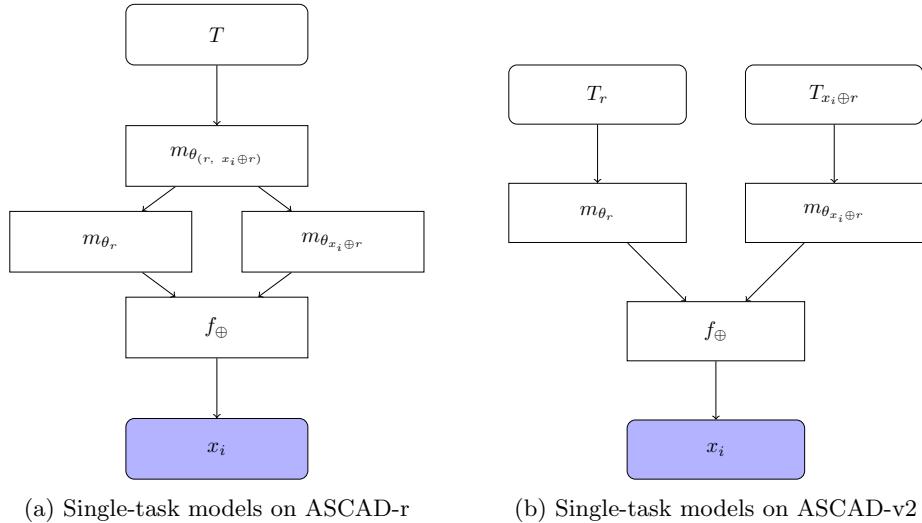 T
m_{θ_{(r, x_i⊕r)}}
m_{θ_r}
m_{θ_{x_i⊕r}}
f_⊕
x_i
(a) Single-task models on ASCAD-r
T_r
T_{x_i⊕r}
m_{θ_r}
m_{θ_{x_i⊕r}}
f_⊕
x_i
(b) Single-task models on ASCAD-v2